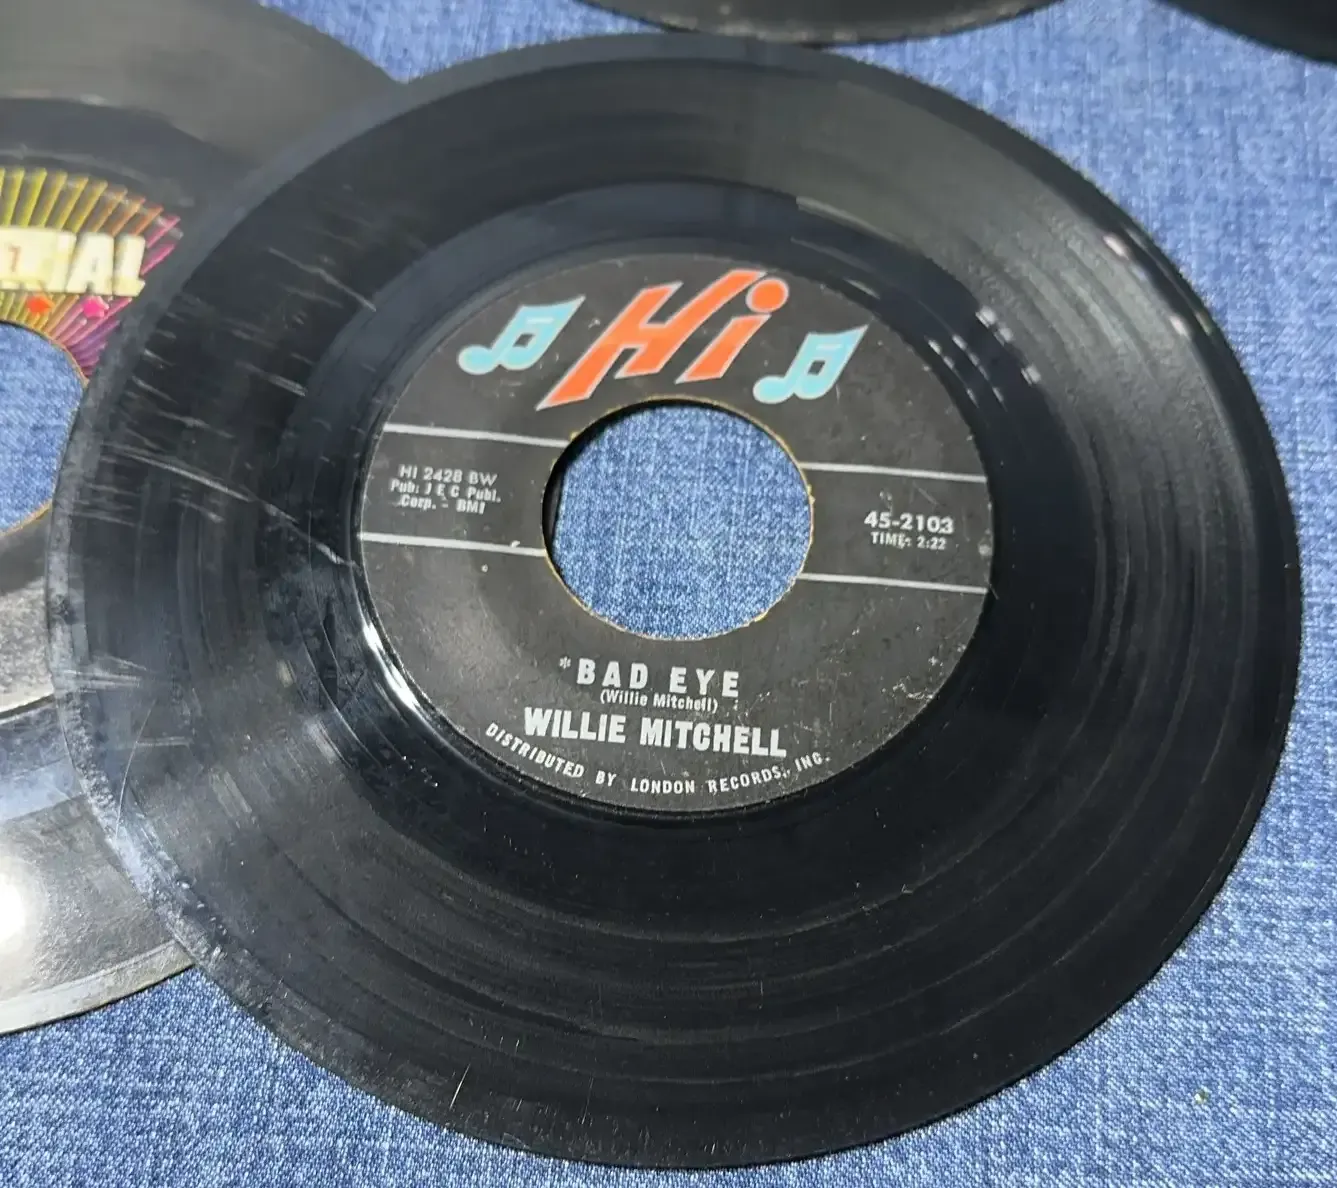 Hi
HI 2428 BW
Pub: J E C Publ.
Corp. - BMI
45-2103
TIME: 2:22
*BAD EYE
(Willie Mitchell)
WILLIE MITCHELL
DISTRIBUTED BY LONDON RECORDS, INC.